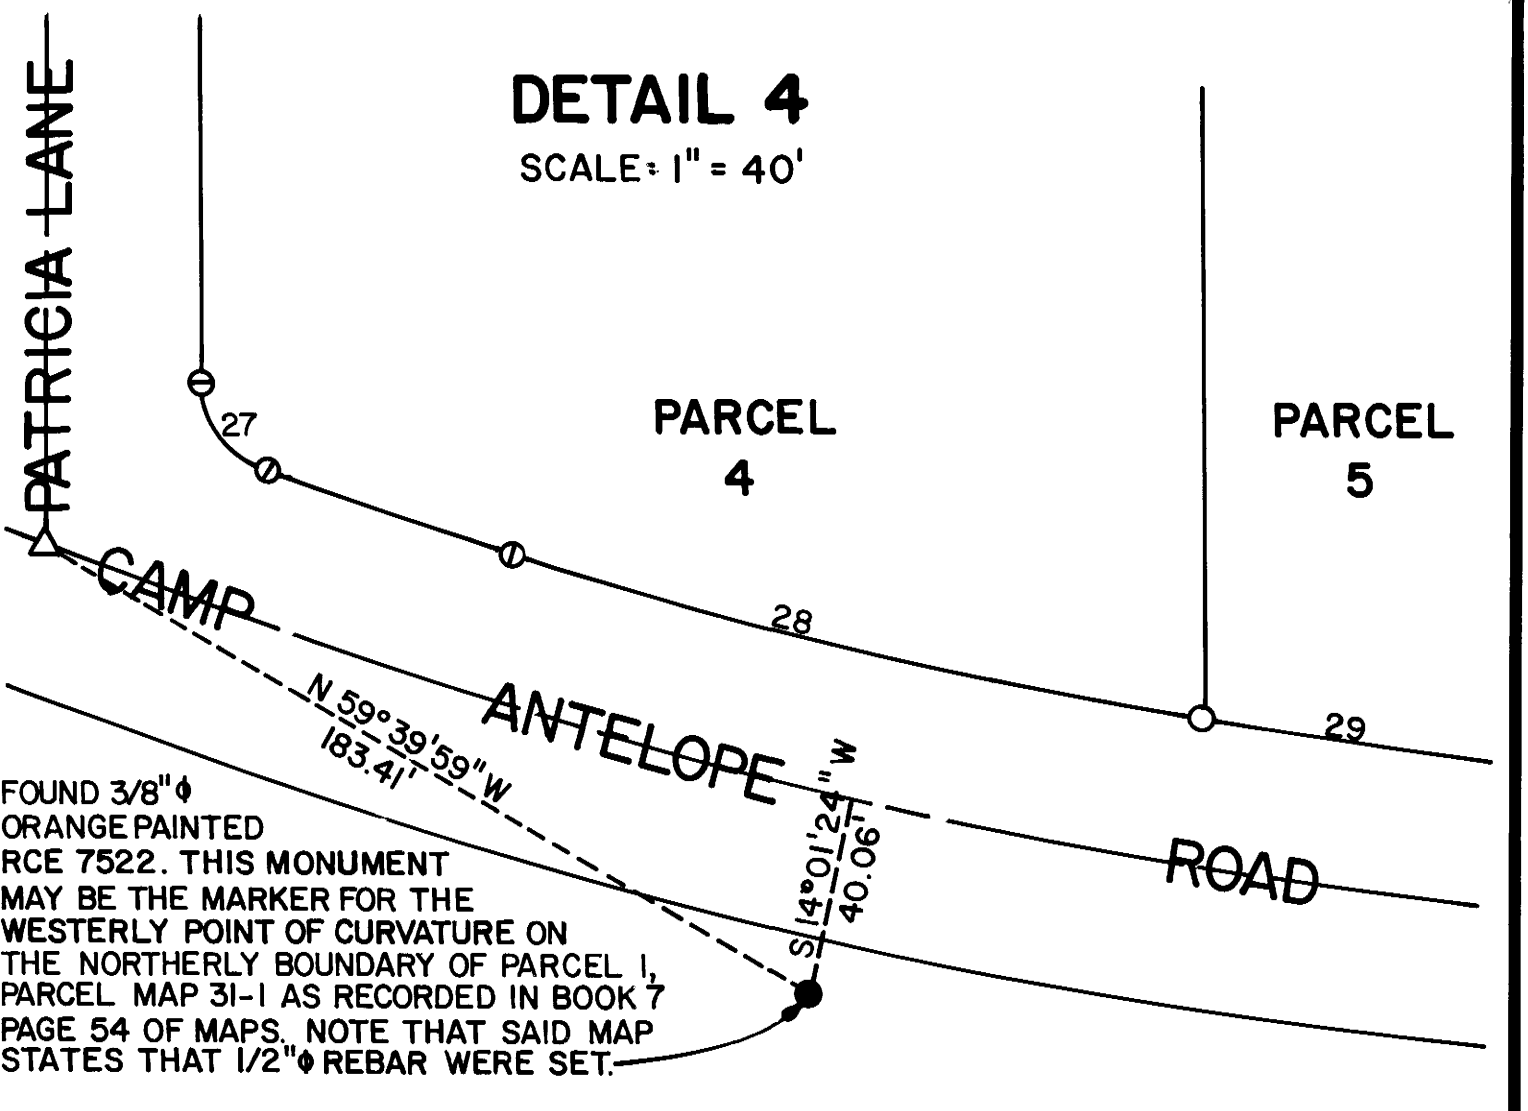 DETAIL 4
SCALE: 1" = 40'
PATRICIA LANE
27
PARCEL
4
PARCEL
5
CAMP ANTELOPE ROAD
28
29
N 59°39'59" W
183.41'
S 14°01'24" W
40.06'
FOUND 3/8"ϕ
ORANGE PAINTED
RCE 7522. THIS MONUMENT
MAY BE THE MARKER FOR THE
WESTERLY POINT OF CURVATURE ON
THE NORTHERLY BOUNDARY OF PARCEL 1,
PARCEL MAP 31-1 AS RECORDED IN BOOK 7
PAGE 54 OF MAPS. NOTE THAT SAID MAP
STATES THAT 1/2"ϕ REBAR WERE SET.